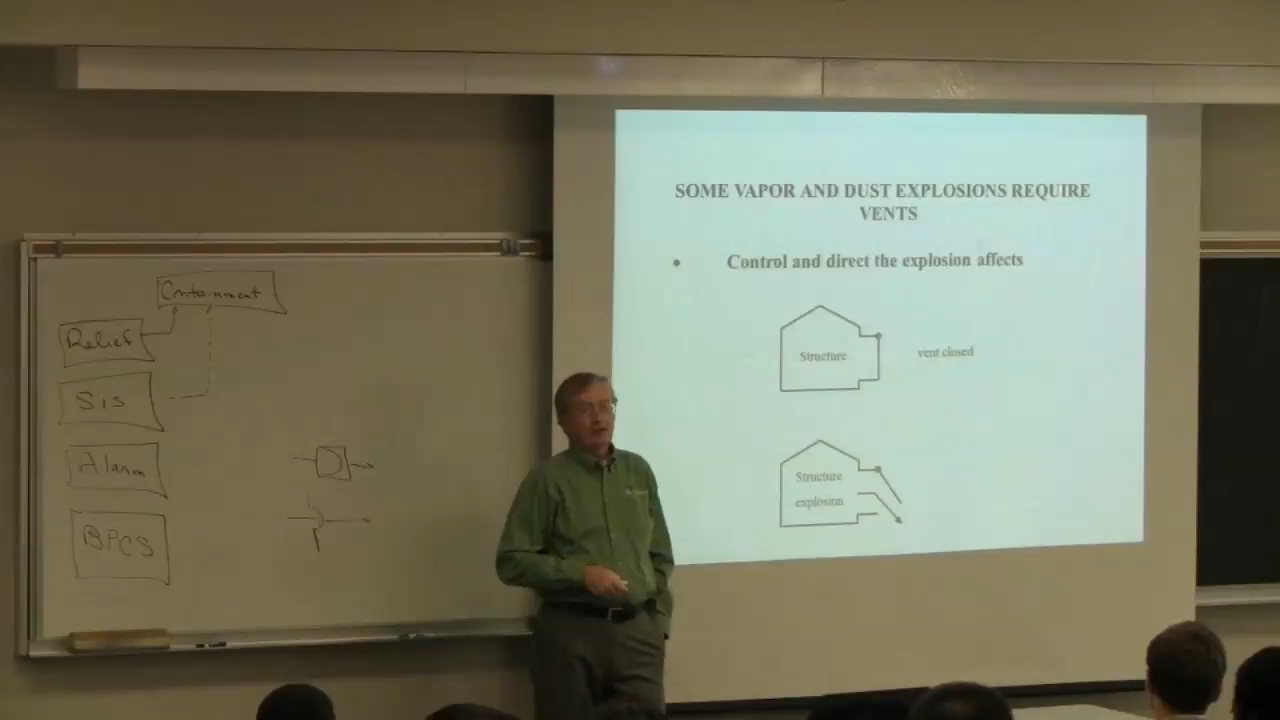 Containment
Relief
SIS
Alarm
BPCS
SOME VAPOR AND DUST EXPLOSIONS REQUIRE
VENTS
• Control and direct the explosion affects
Structure
vent closed
Structure
explosion